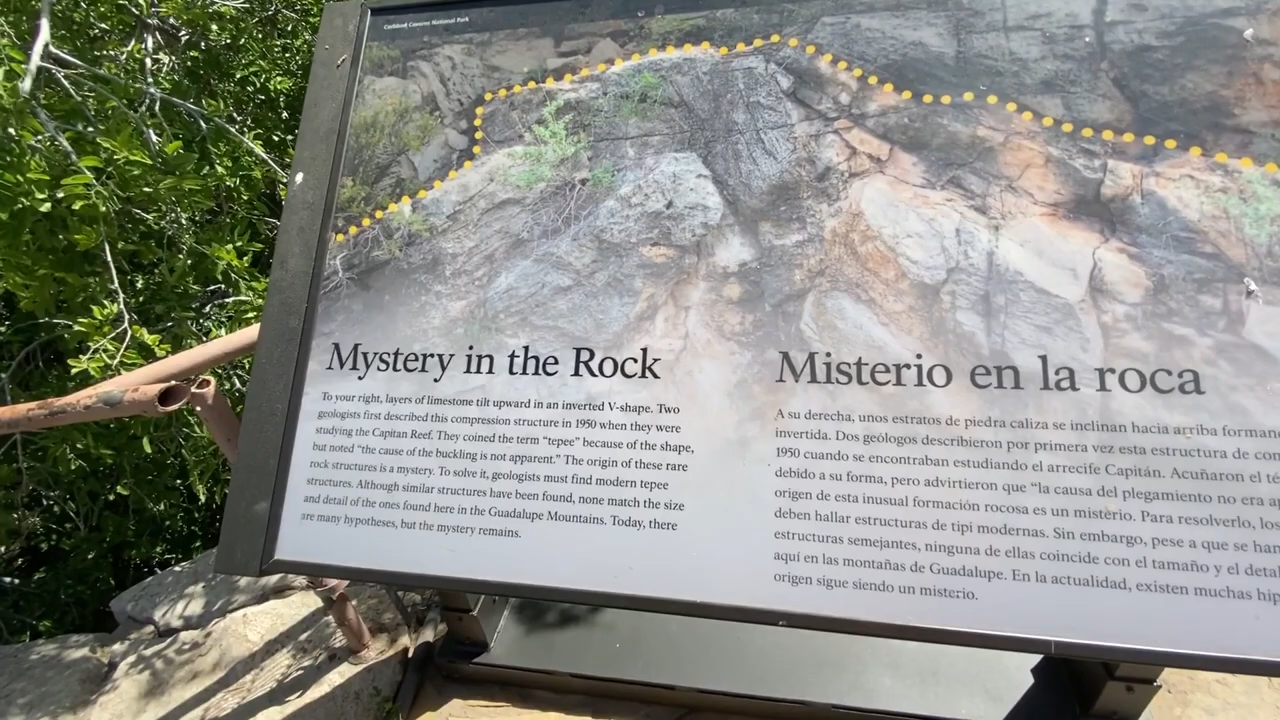 Carlsbad Caverns National Park
Mystery in the Rock
To your right, layers of limestone tilt upward in an inverted V-shape. Two
geologists first described this compression structure in 1950 when they were
studying the Capitan Reef. They coined the term “tepee” because of the shape,
but noted “the cause of the buckling is not apparent.” The origin of these rare
rock structures is a mystery. To solve it, geologists must find modern tepee
structures. Although similar structures have been found, none match the size
and detail of the ones found here in the Guadalupe Mountains. Today, there
are many hypotheses, but the mystery remains.
Misterio en la roca
A su derecha, unos estratos de piedra caliza se inclinan hacia arriba forman
invertida. Dos geólogos describieron por primera vez esta estructura de con
1950 cuando se encontraban estudiando el arrecife Capitán. Acuñaron el té
debido a su forma, pero advirtieron que “la causa del plegamiento no era a
origen de esta inusual formación rocosa es un misterio. Para resolverlo, los
deben hallar estructuras de tipi modernas. Sin embargo, pese a que se han
estructuras semejantes, ninguna de ellas coincide con el tamaño y el detal
aquí en las montañas de Guadalupe. En la actualidad, existen muchas hip
origen sigue siendo un misterio.